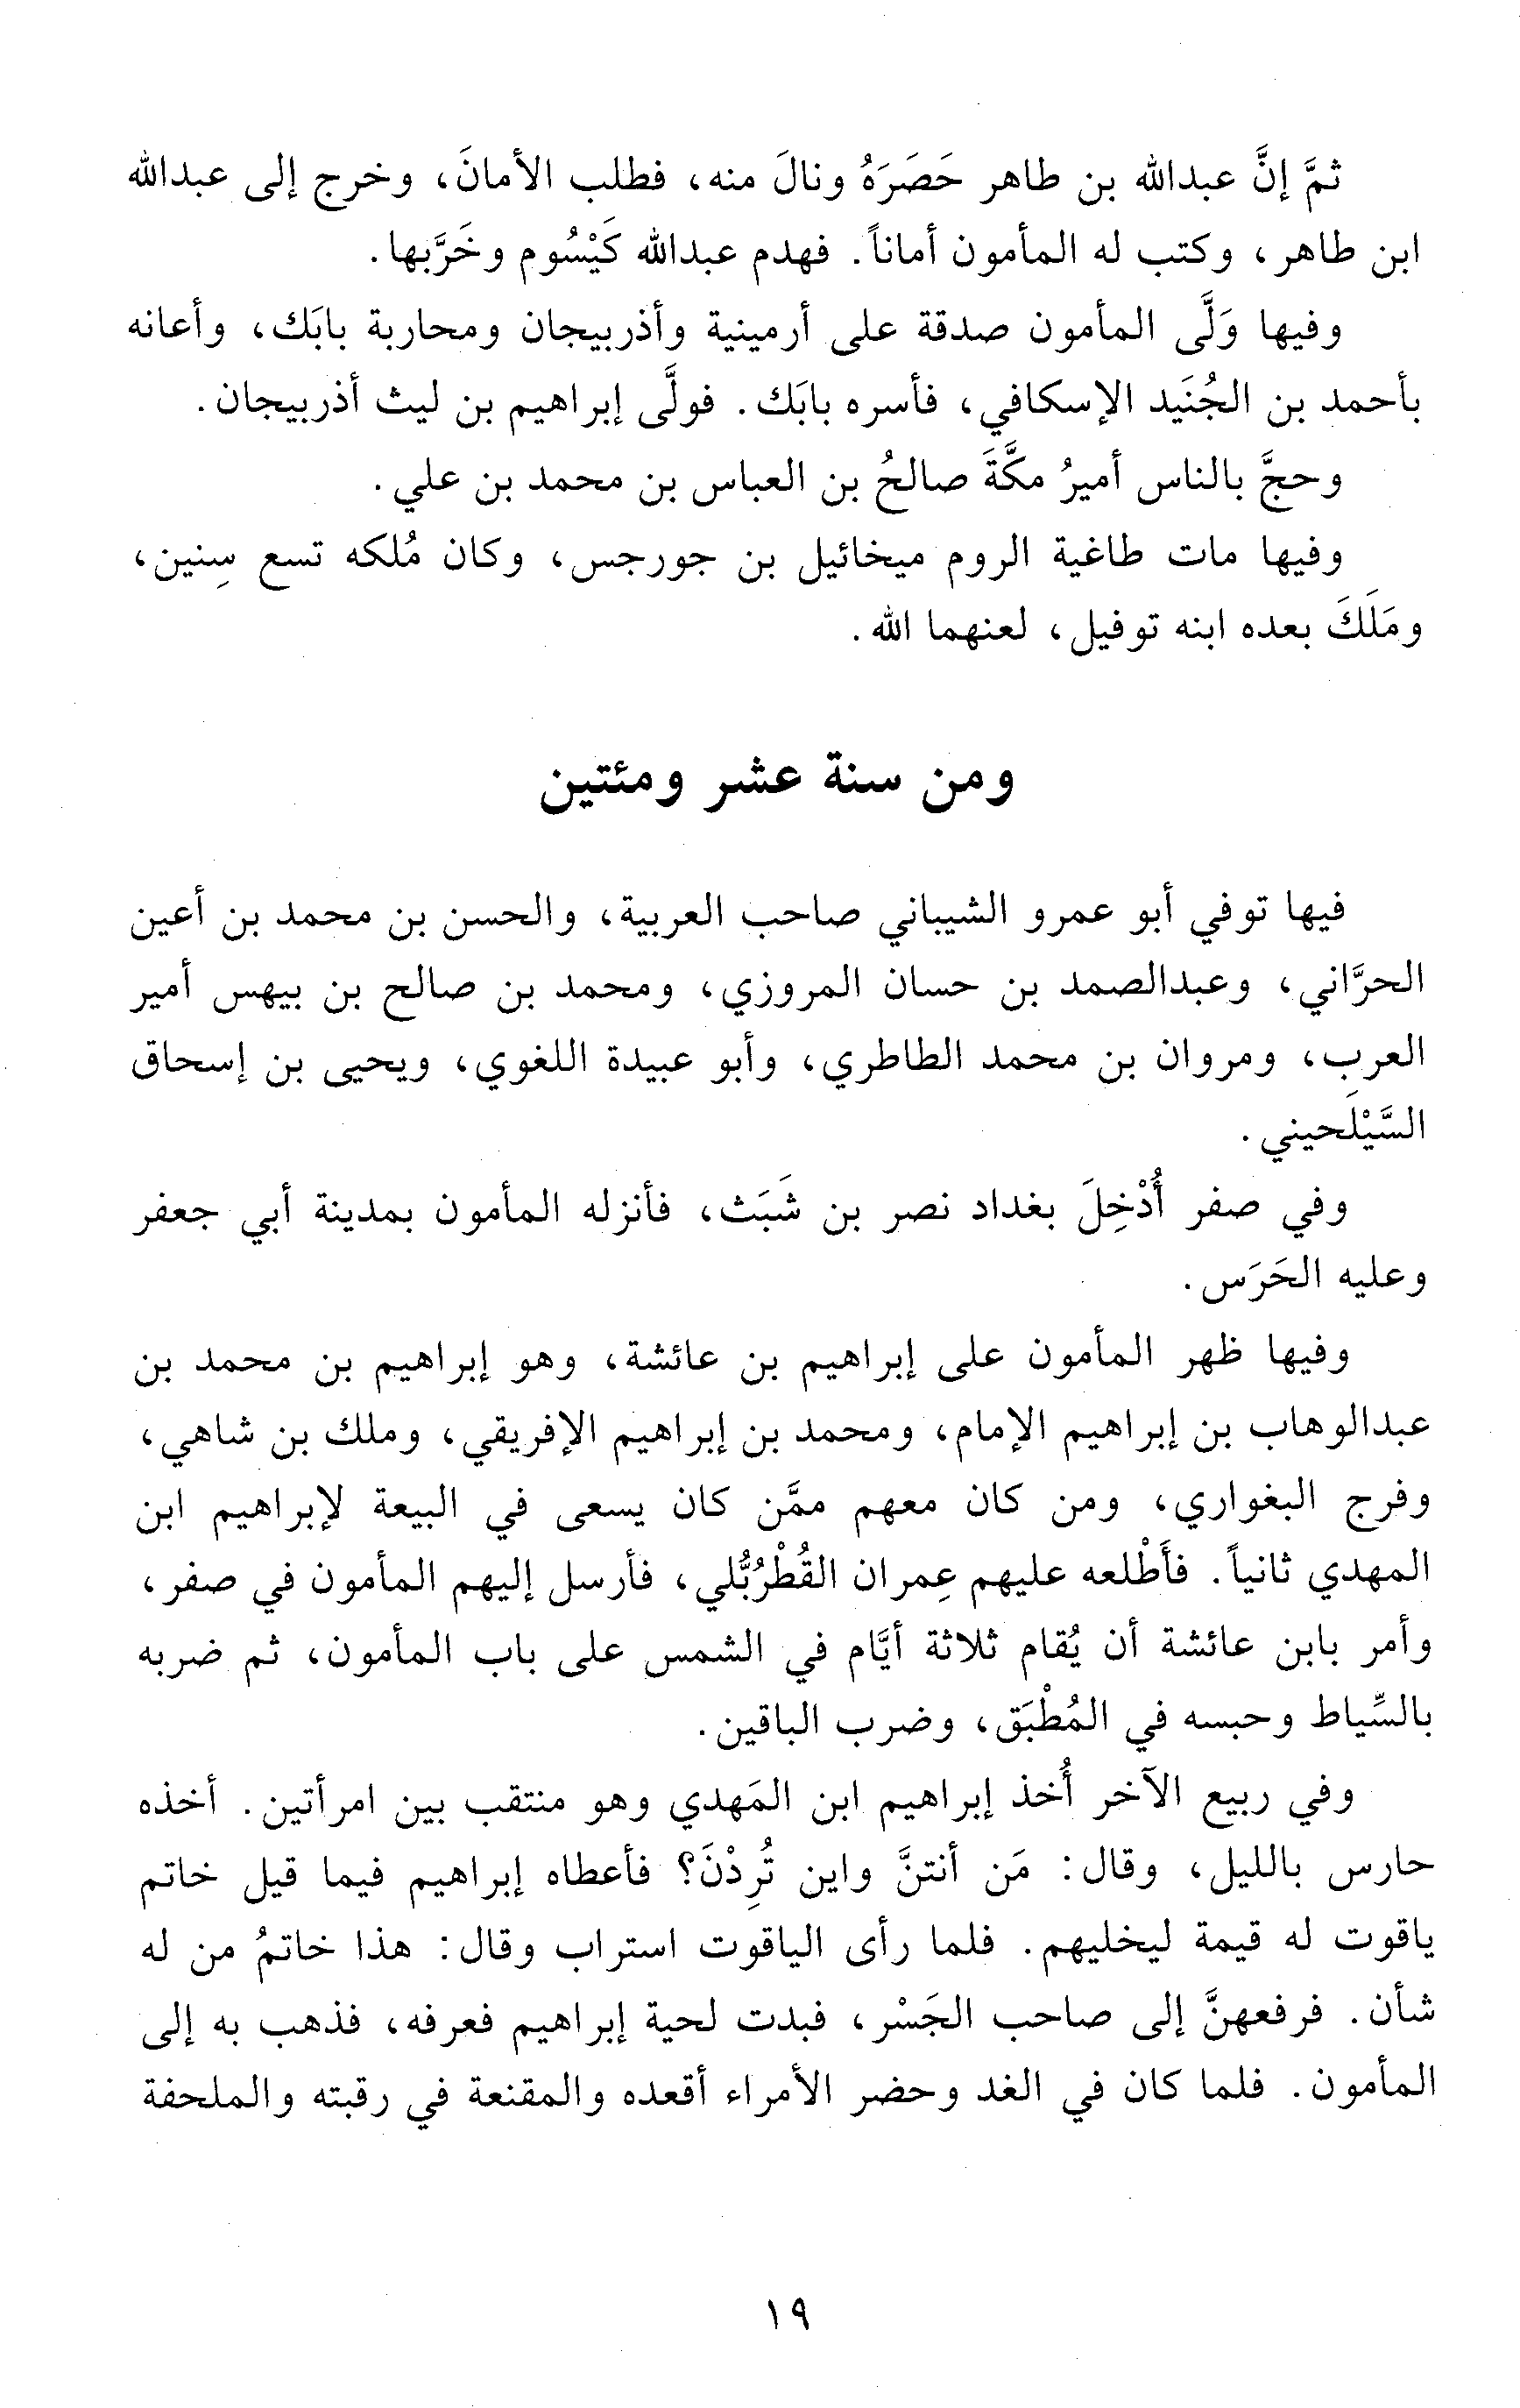 ثمَّ إنَّ عبدالله بن طاهر حَصَرَهُ ونالَ منه، فطلب الأمانَ، وخرج إلى عبدالله
ابن طاهر، وكتب له المأمون أماناً. فهدم عبدالله كَيْسُوم وخَرَّبها.
وفيها وَلَّى المأمون صدقة على أرمينية وأذربيجان ومحاربة بابَك، وأعانه
بأحمد بن الجُنَيد الإسكافي، فأسره بابَك. فولَّى إبراهيم بن ليث أذربيجان.
وحجَّ بالناس أميرُ مكَّةَ صالحُ بن العباس بن محمد بن علي.
وفيها مات طاغية الروم ميخائيل بن جورجس، وكان مُلكه تسع سِنين،
ومَلَكَ بعده ابنه توفيل، لعنهما الله.
ومن سنة عشر ومئتين
فيها توفي أبو عمرو الشيباني صاحب العربية، والحسن بن محمد بن أعين
الحرَّاني، وعبدالصمد بن حسان المروزي، ومحمد بن صالح بن بيهس أمير
العرب، ومروان بن محمد الطاطري، وأبو عبيدة اللغوي، ويحيى بن إسحاق
السَّيْلَحيني.
وفي صفر أُدْخِلَ بغداد نصر بن شَبَث، فأنزله المأمون بمدينة أبي جعفر
وعليه الحَرَس.
وفيها ظهر المأمون على إبراهيم بن عائشة، وهو إبراهيم بن محمد بن
عبدالوهاب بن إبراهيم الإمام، ومحمد بن إبراهيم الإفريقي، وملك بن شاهي،
وفرج البغواري، ومن كان معهم ممَّن كان يسعى في البيعة لإبراهيم ابن
المهدي ثانياً. فأَطْلعه عليهم عِمران القُطْرُبُّلي، فأرسل إليهم المأمون في صفر،
وأمر بابن عائشة أن يُقام ثلاثة أيَّام في الشمس على باب المأمون، ثم ضربه
بالسِّياط وحبسه في المُطْبَق، وضرب الباقين.
وفي ربيع الآخر أُخذ إبراهيم ابن المَهدي وهو منتقب بين امرأتين. أخذه
حارس بالليل، وقال: مَن أنتنَّ واين تُرِدْنَ؟ فأعطاه إبراهيم فيما قيل خاتم
ياقوت له قيمة ليخليهم. فلما رأى الياقوت استراب وقال: هذا خاتمُ من له
شأن. فرفعهنَّ إلى صاحب الجَسْر، فبدت لحية إبراهيم فعرفه، فذهب به إلى
المأمون. فلما كان في الغد وحضر الأمراء أقعده والمقنعة في رقبته والملحفة
١٩